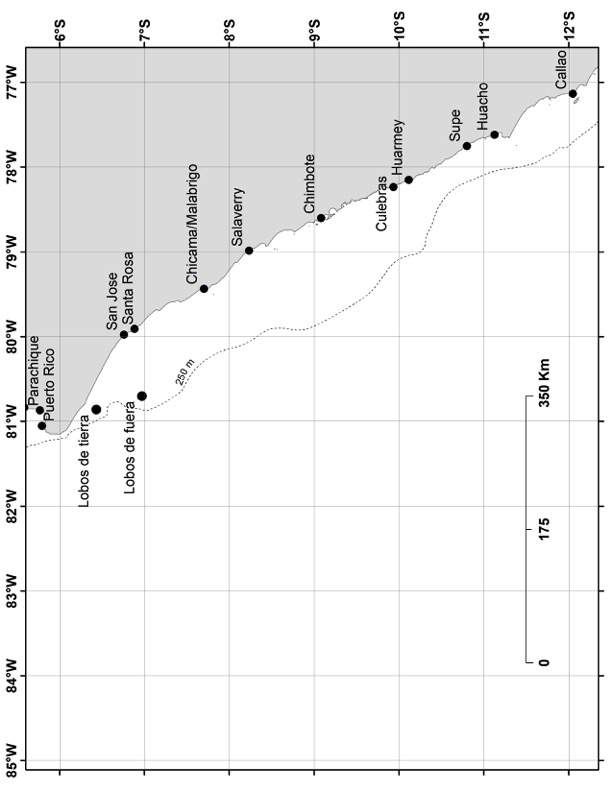 85°W
84°W
83°W
82°W
81°W
80°W
79°W
78°W
77°W
6°S
7°S
8°S
9°S
10°S
11°S
12°S
Parachique
Puerto Rico
Lobos de tierra
San Jose
Santa Rosa
Lobos de fuera
250 m
Chicama/Malabrigo
Salaverry
Chimbote
Culebras
Huarmey
Supe
Huacho
Callao
0
175
350 Km